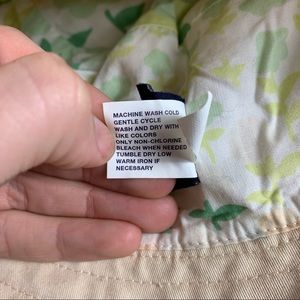 MACHINE WASH COLD
GENTLE CYCLE
WASH AND DRY WITH
LIKE COLORS
ONLY NON-CHLORINE
BLEACH WHEN NEEDED
TUMBLE DRY LOW
WARM IRON IF
NECESSARY